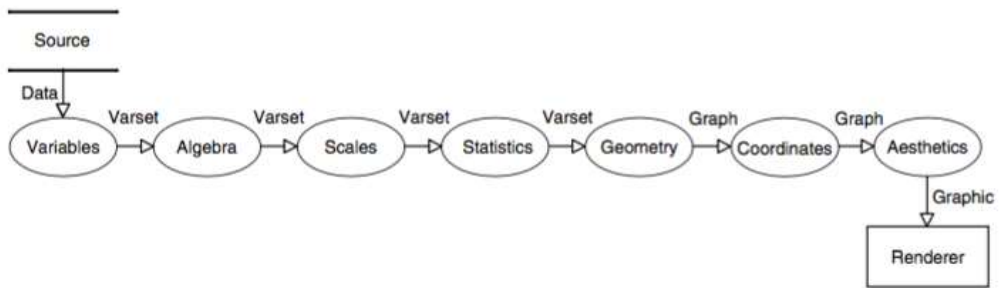 Source
Data
Varset
Varset
Varset
Varset
Graph
Graph
Variables
Algebra
Scales
Statistics
Geometry
Coordinates
Aesthetics
Graphic
Renderer